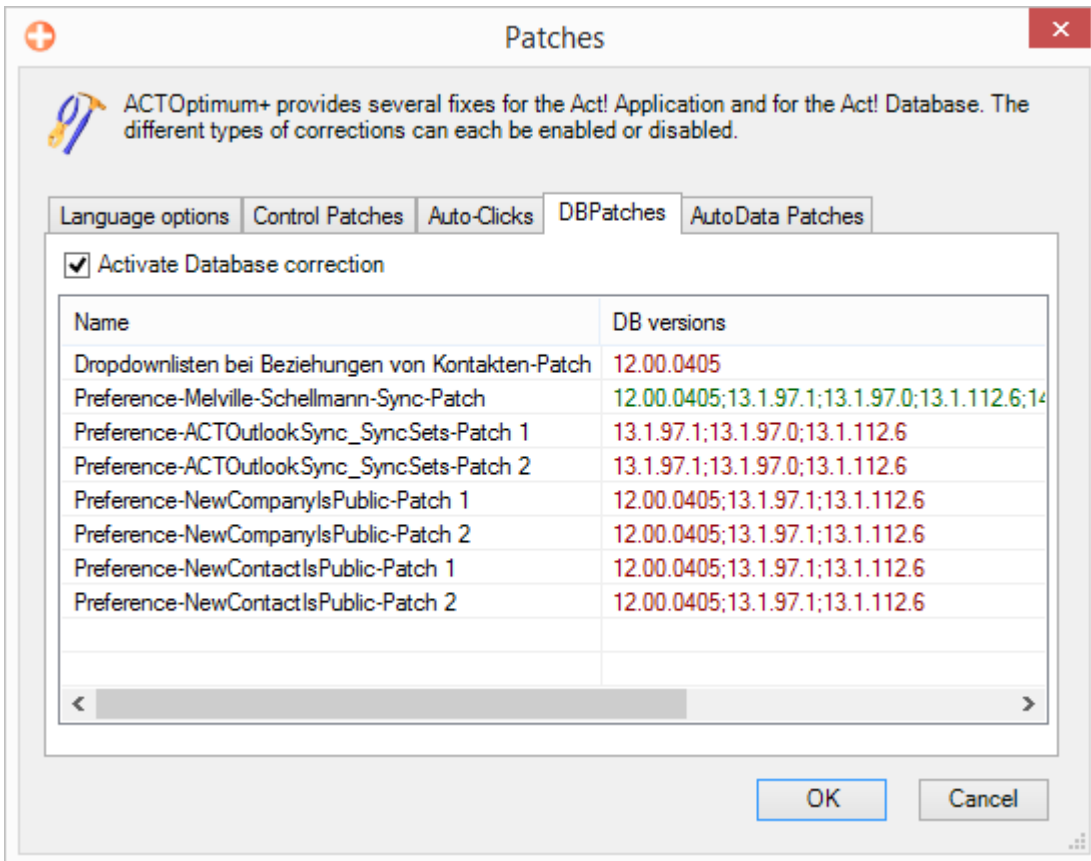 Patches
ACTOptimum+ provides several fixes for the Act! Application and for the Act! Database. The
different types of corrections can each be enabled or disabled.
Language options Control Patches Auto-Clicks DBPatches AutoData Patches
Activate Database correction
Name DB versions
Dropdownlisten bei Beziehungen von Kontakten-Patch 12.00.0405
Preference-Melville-Schellmann-Sync-Patch 12.00.0405;13.1.97.1;13.1.97.0;13.1.112.6;14
Preference-ACTOutlookSync_SyncSets-Patch 1 13.1.97.1;13.1.97.0;13.1.112.6
Preference-ACTOutlookSync_SyncSets-Patch 2 13.1.97.1;13.1.97.0;13.1.112.6
Preference-NewCompanyIsPublic-Patch 1 12.00.0405;13.1.97.1;13.1.112.6
Preference-NewCompanyIsPublic-Patch 2 12.00.0405;13.1.97.1;13.1.112.6
Preference-NewContactIsPublic-Patch 1 12.00.0405;13.1.97.1;13.1.112.6
Preference-NewContactIsPublic-Patch 2 12.00.0405;13.1.97.1;13.1.112.6
OK Cancel